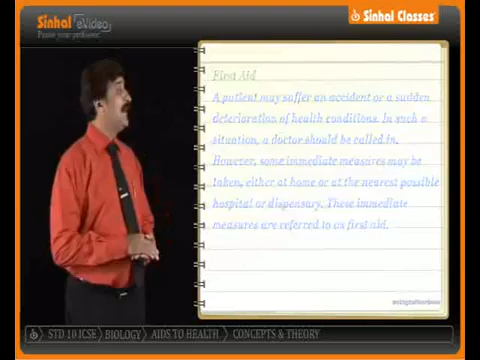 Sinhal eVideo
Pause your professor.
Sinhal Classes
First Aid
A patient may suffer an accident or a sudden
deterioration of health conditions. In such a
situation, a doctor should be called in.
However, some immediate measures may be
taken, either at home or at the nearest possible
hospital or dispensary. These immediate
measures are referred to as first aid.
STD 10 ICSE BIOLOGY AIDS TO HEALTH CONCEPTS & THEORY